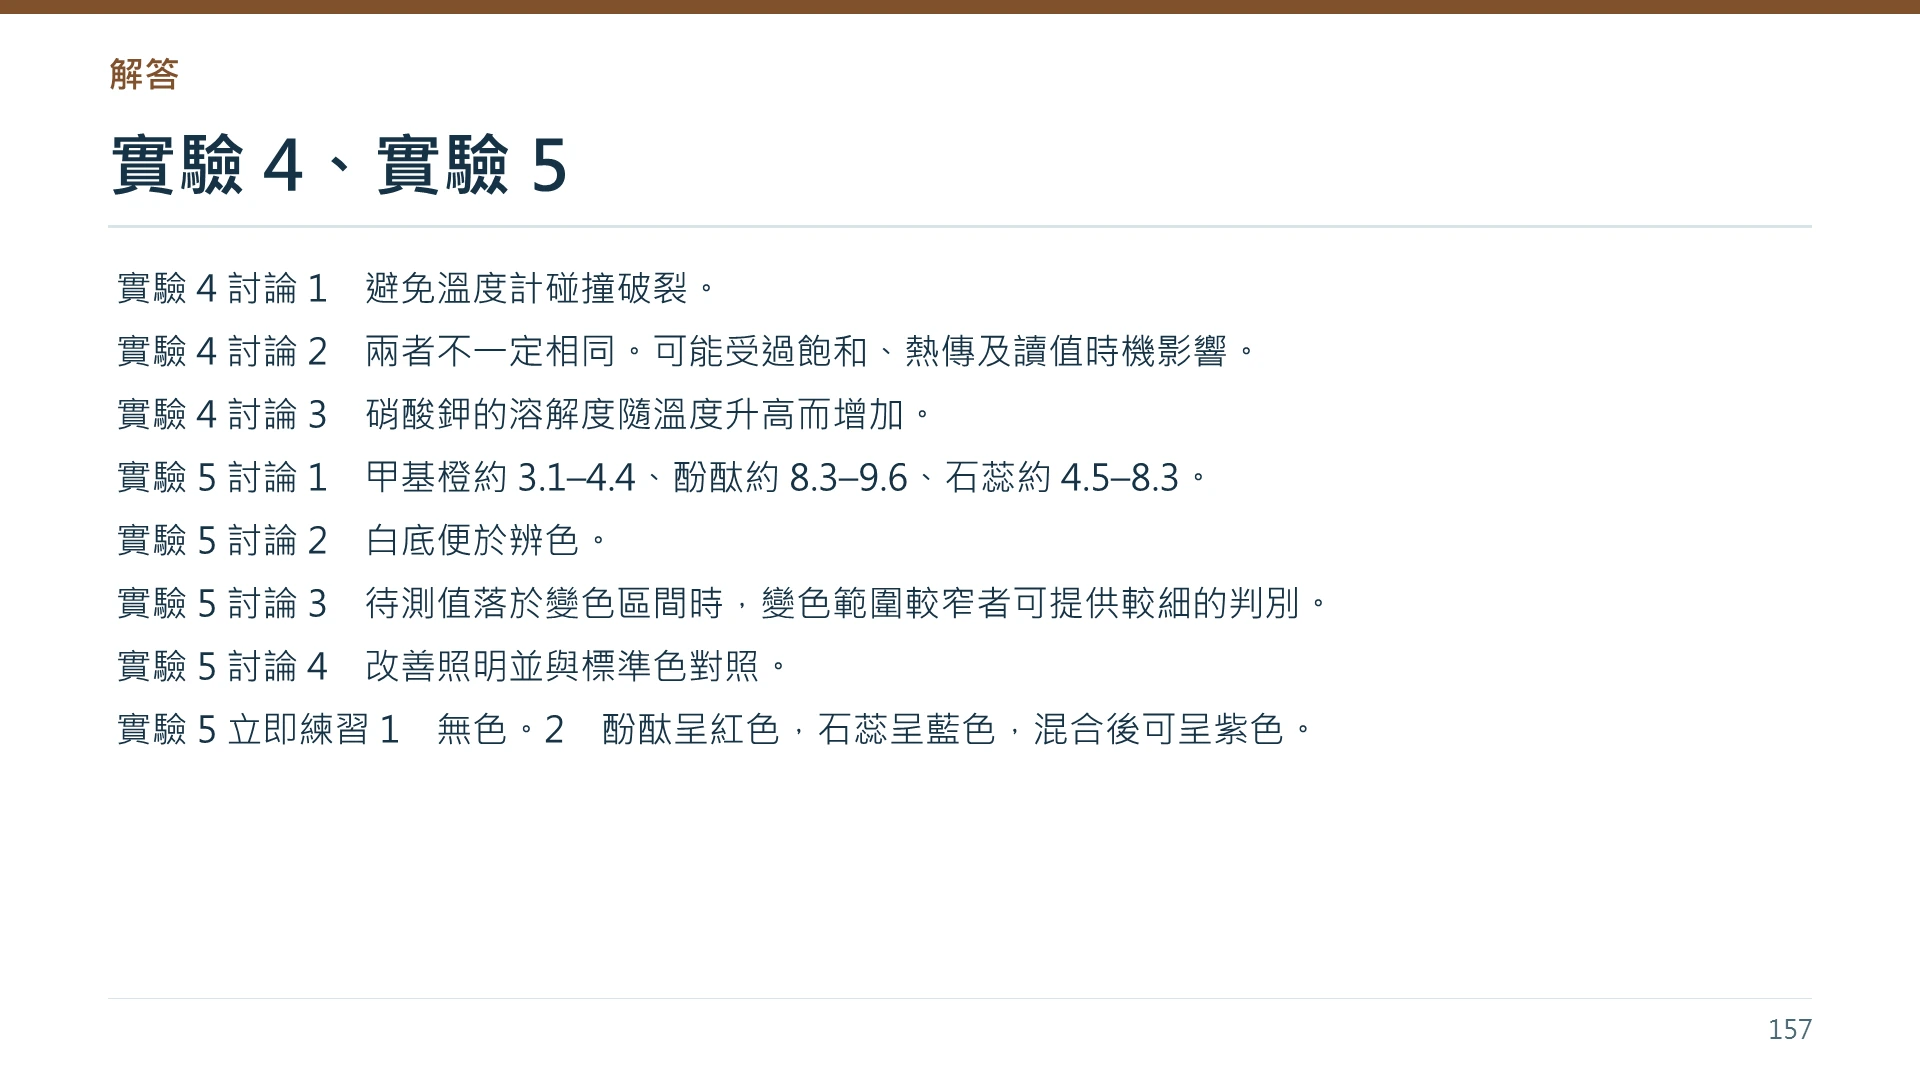 解答
實驗 4、實驗 5
實驗 4 討論 1　避免溫度計碰撞破裂。
實驗 4 討論 2　兩者不一定相同。可能受過飽和、熱傳及讀值時機影響。
實驗 4 討論 3　硝酸鉀的溶解度隨溫度升高而增加。
實驗 5 討論 1　甲基橙約 3.1–4.4、酚酞約 8.3–9.6、石蕊約 4.5–8.3。
實驗 5 討論 2　白底便於辨色。
實驗 5 討論 3　待測值落於變色區間時，變色範圍較窄者可提供較細的判別。
實驗 5 討論 4　改善照明並與標準色對照。
實驗 5 立即練習 1　無色。2　酚酞呈紅色，石蕊呈藍色，混合後可呈紫色。
157